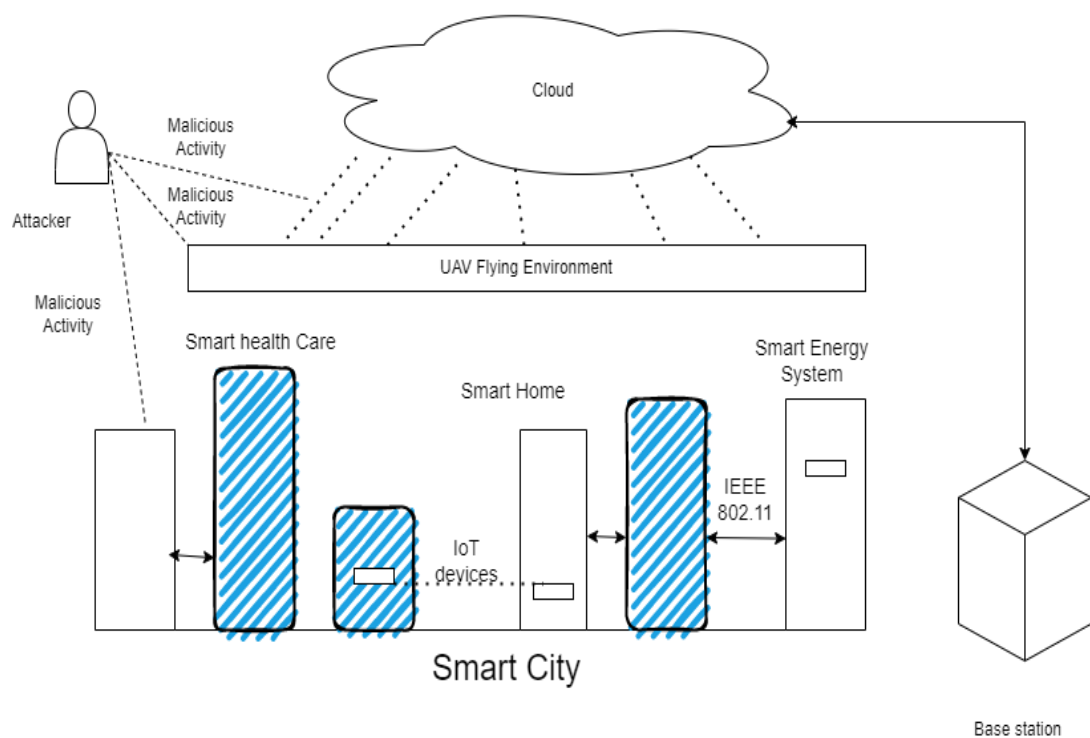 Cloud
Malicious
Activity
Malicious
Activity
Attacker
UAV Flying Environment
Malicious
Activity
Smart health Care
Smart Energy
System
Smart Home
IEEE
802.11
IoT
devices
Smart City
Base station